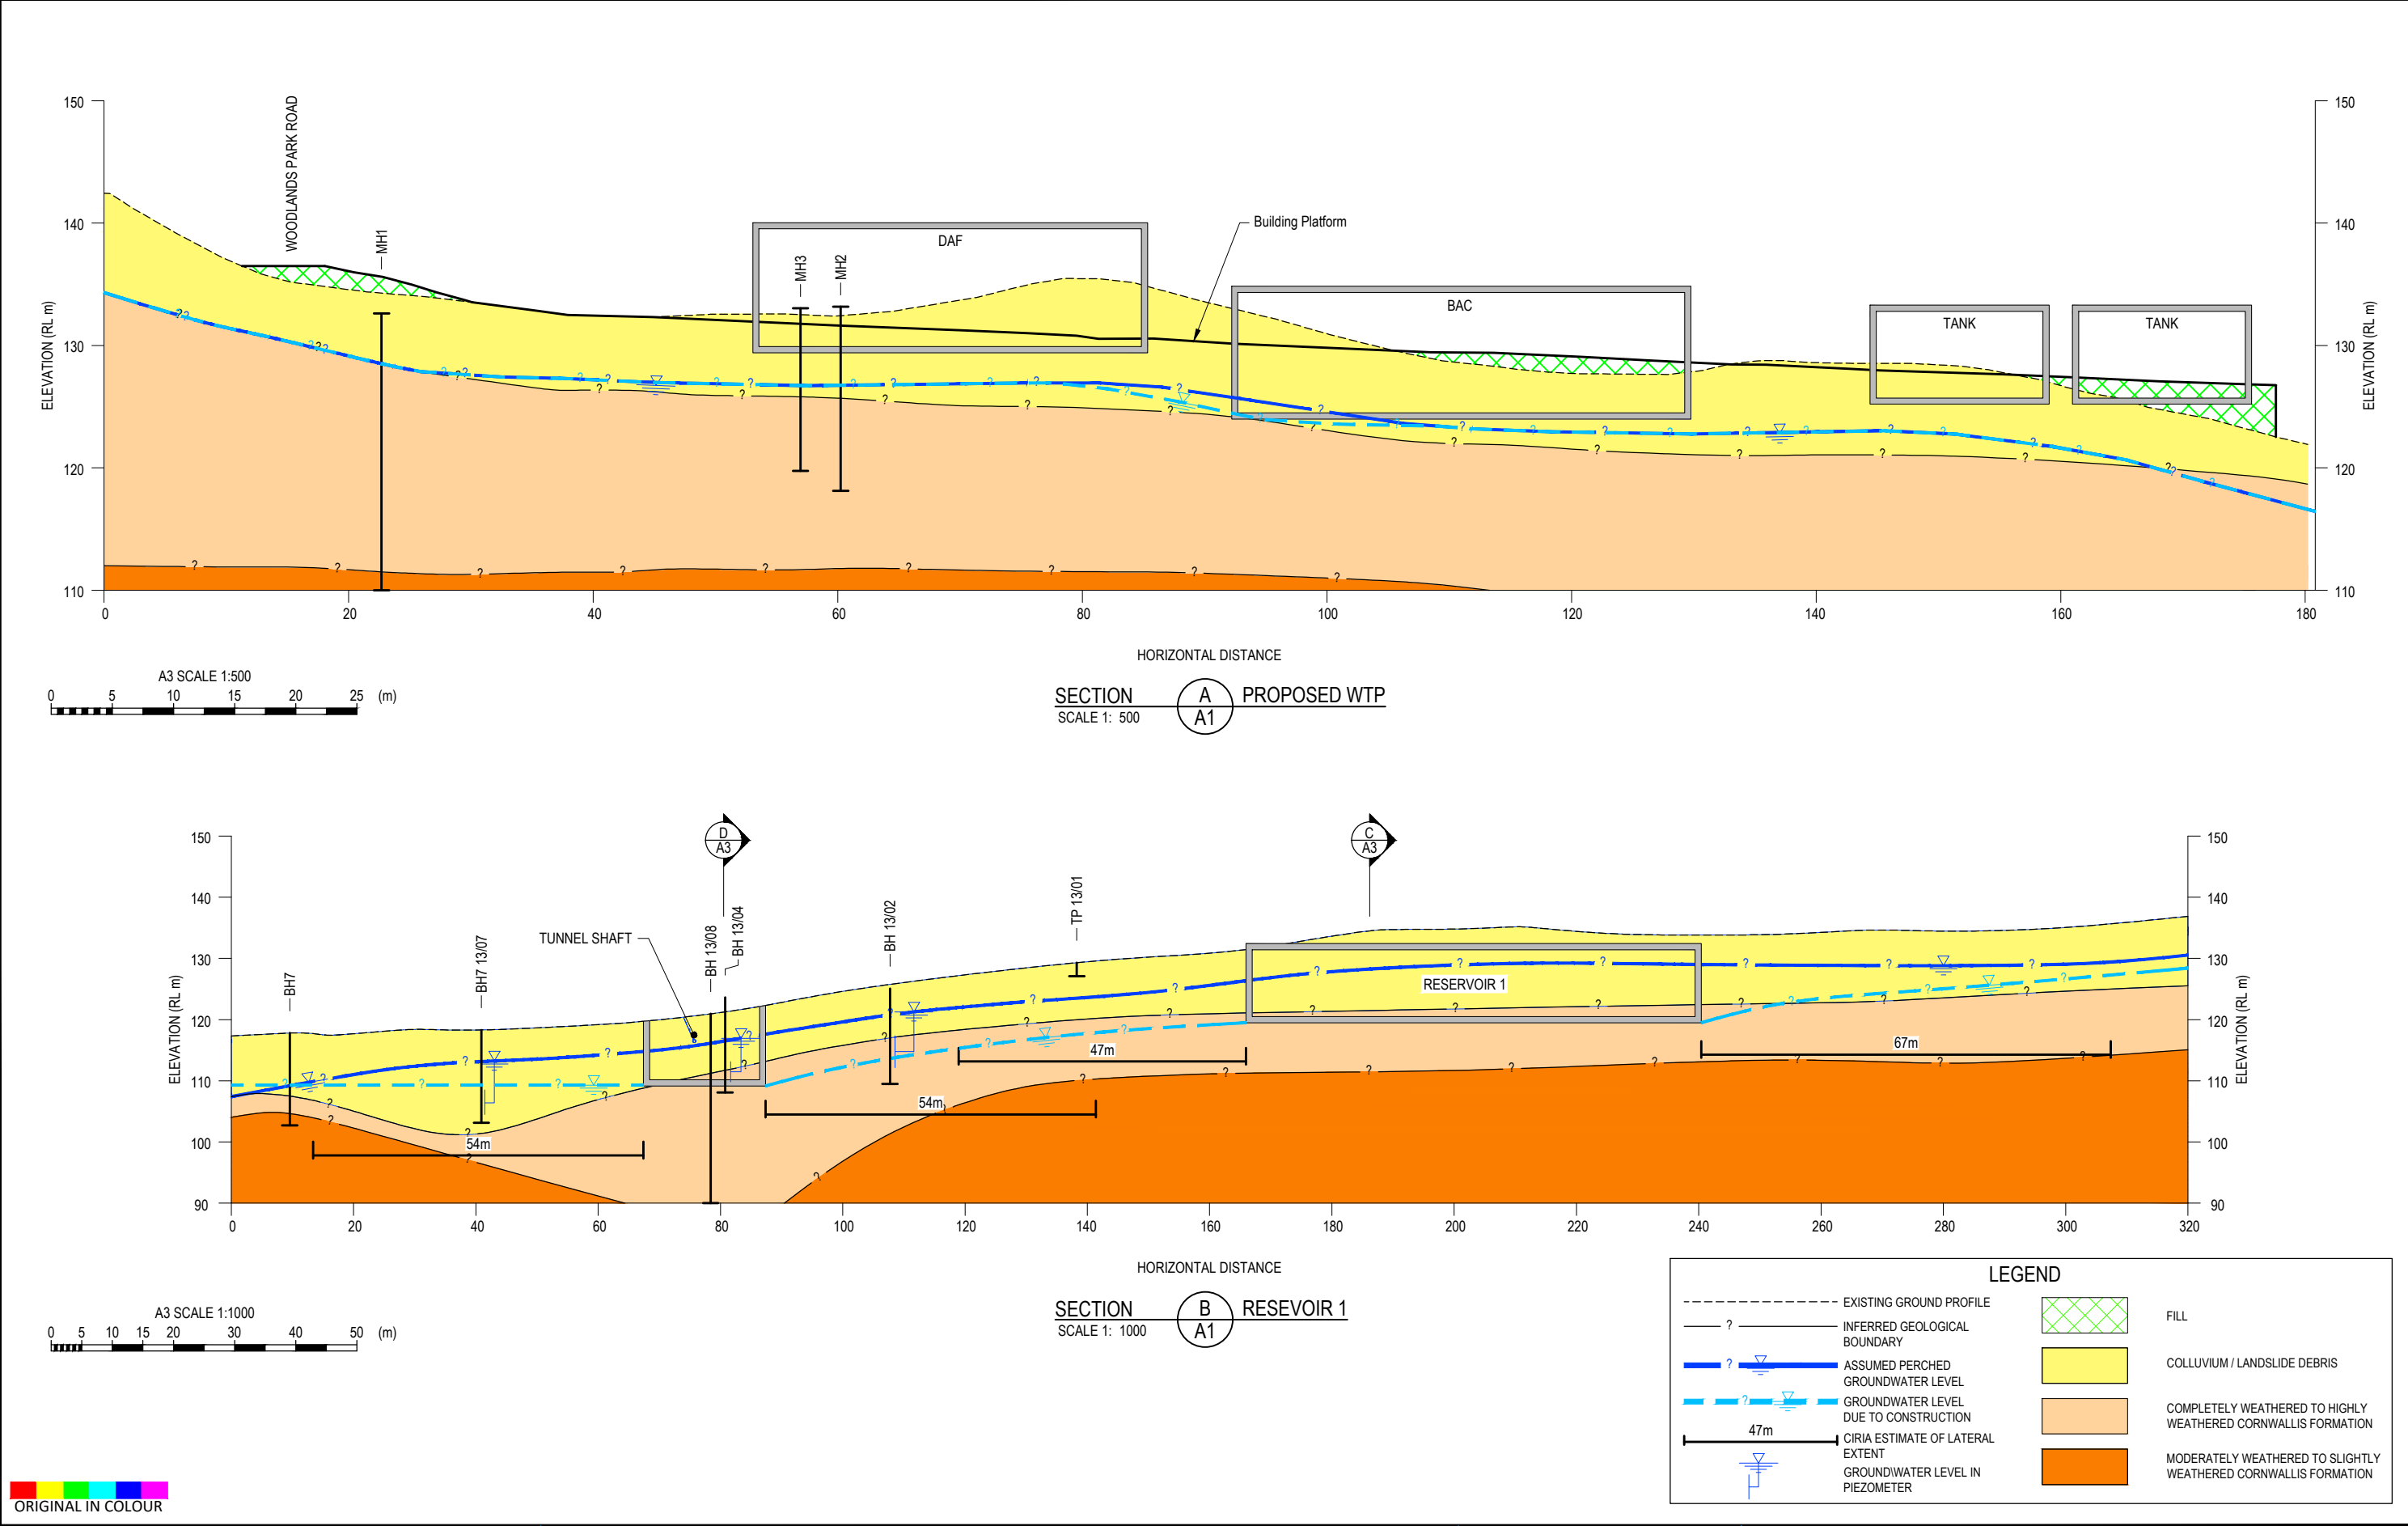 150
140
130
120
110
ELEVATION (RL m)
WOODLANDS PARK ROAD
MH1
DAF
MH3
MH2
Building Platform
BAC
TANK
TANK
150
140
130
120
110
ELEVATION (RL m)
0
20
40
60
80
100
120
140
160
180
HORIZONTAL DISTANCE
A3 SCALE 1:500
0 5 10 15 20 25 (m)
SECTION A PROPOSED WTP
SCALE 1: 500 A1
150
140
130
120
110
100
90
ELEVATION (RL m)
BH7
BH7 13/07
TUNNEL SHAFT
D
A3
BH 13/08
BH 13/04
BH 13/02
TP 13/01
C
A3
RESERVOIR 1
54m
54m
47m
67m
150
140
130
120
110
100
90
ELEVATION (RL m)
0
20
40
60
80
100
120
140
160
180
200
220
240
260
280
300
320
HORIZONTAL DISTANCE
A3 SCALE 1:1000
0 5 10 15 20 30 40 50 (m)
SECTION B RESEVOIR 1
SCALE 1: 1000 A1
LEGEND
EXISTING GROUND PROFILE
? INFERRED GEOLOGICAL
BOUNDARY
? ASSUMED PERCHED
GROUNDWATER LEVEL
? GROUNDWATER LEVEL
DUE TO CONSTRUCTION
47m
CIRIA ESTIMATE OF LATERAL
EXTENT
GROUND\WATER LEVEL IN
PIEZOMETER
FILL
COLLUVIUM / LANDSLIDE DEBRIS
COMPLETELY WEATHERED TO HIGHLY
WEATHERED CORNWALLIS FORMATION
MODERATELY WEATHERED TO SLIGHTLY
WEATHERED CORNWALLIS FORMATION
ORIGINAL IN COLOUR